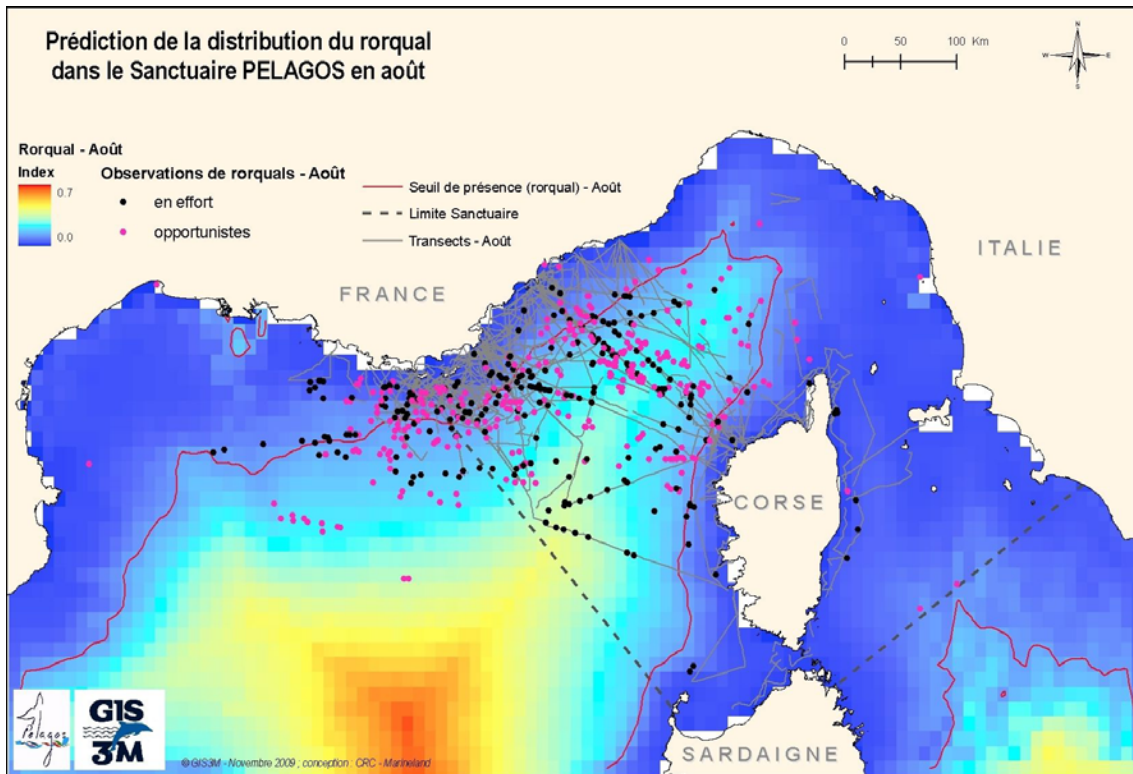 Prédiction de la distribution du rorqual
dans le Sanctuaire PELAGOS en août
0 50 100 Km
N
W E
S
Rorqual - Août
Index
0.7
0.0
Observations de rorquals - Août
en effort
opportunistes
Seuil de présence (rorqual) - Août
Limite Sanctuaire
Transects - Août
FRANCE
ITALIE
CORSE
SARDAIGNE
Pelagos
GIS
3M
© GIS3M - Novembre 2009 ; conception : CRC - Marineland